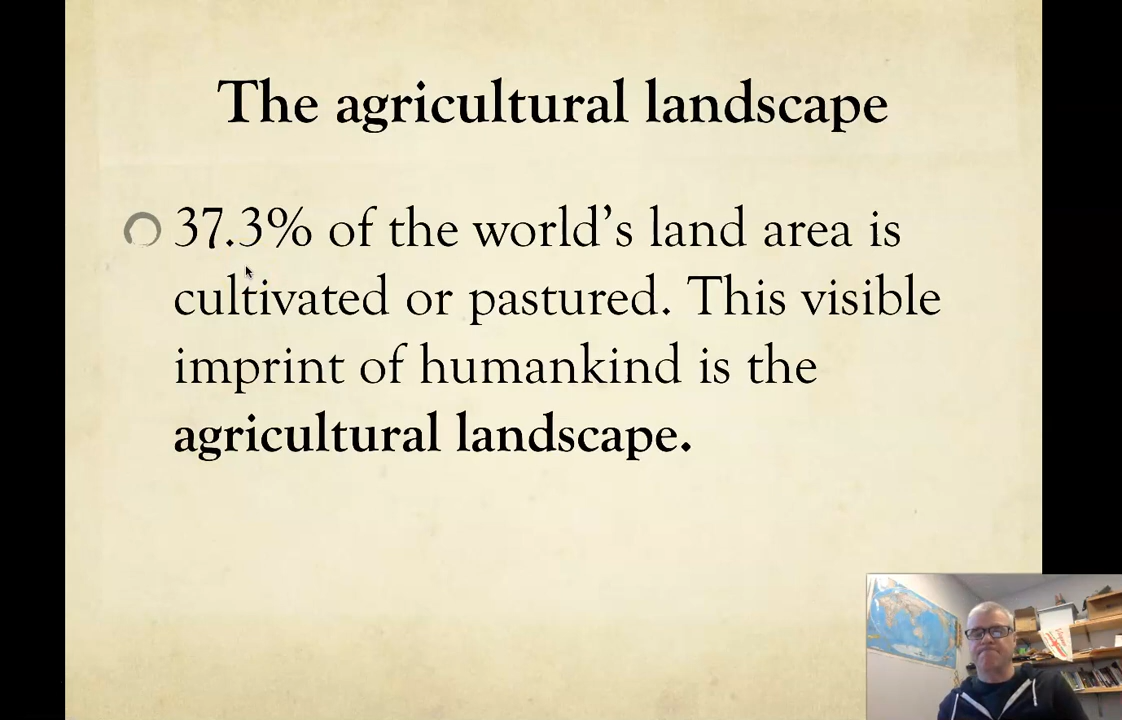 The agricultural landscape
37.3% of the world’s land area is
cultivated or pastured. This visible
imprint of humankind is the
agricultural landscape.